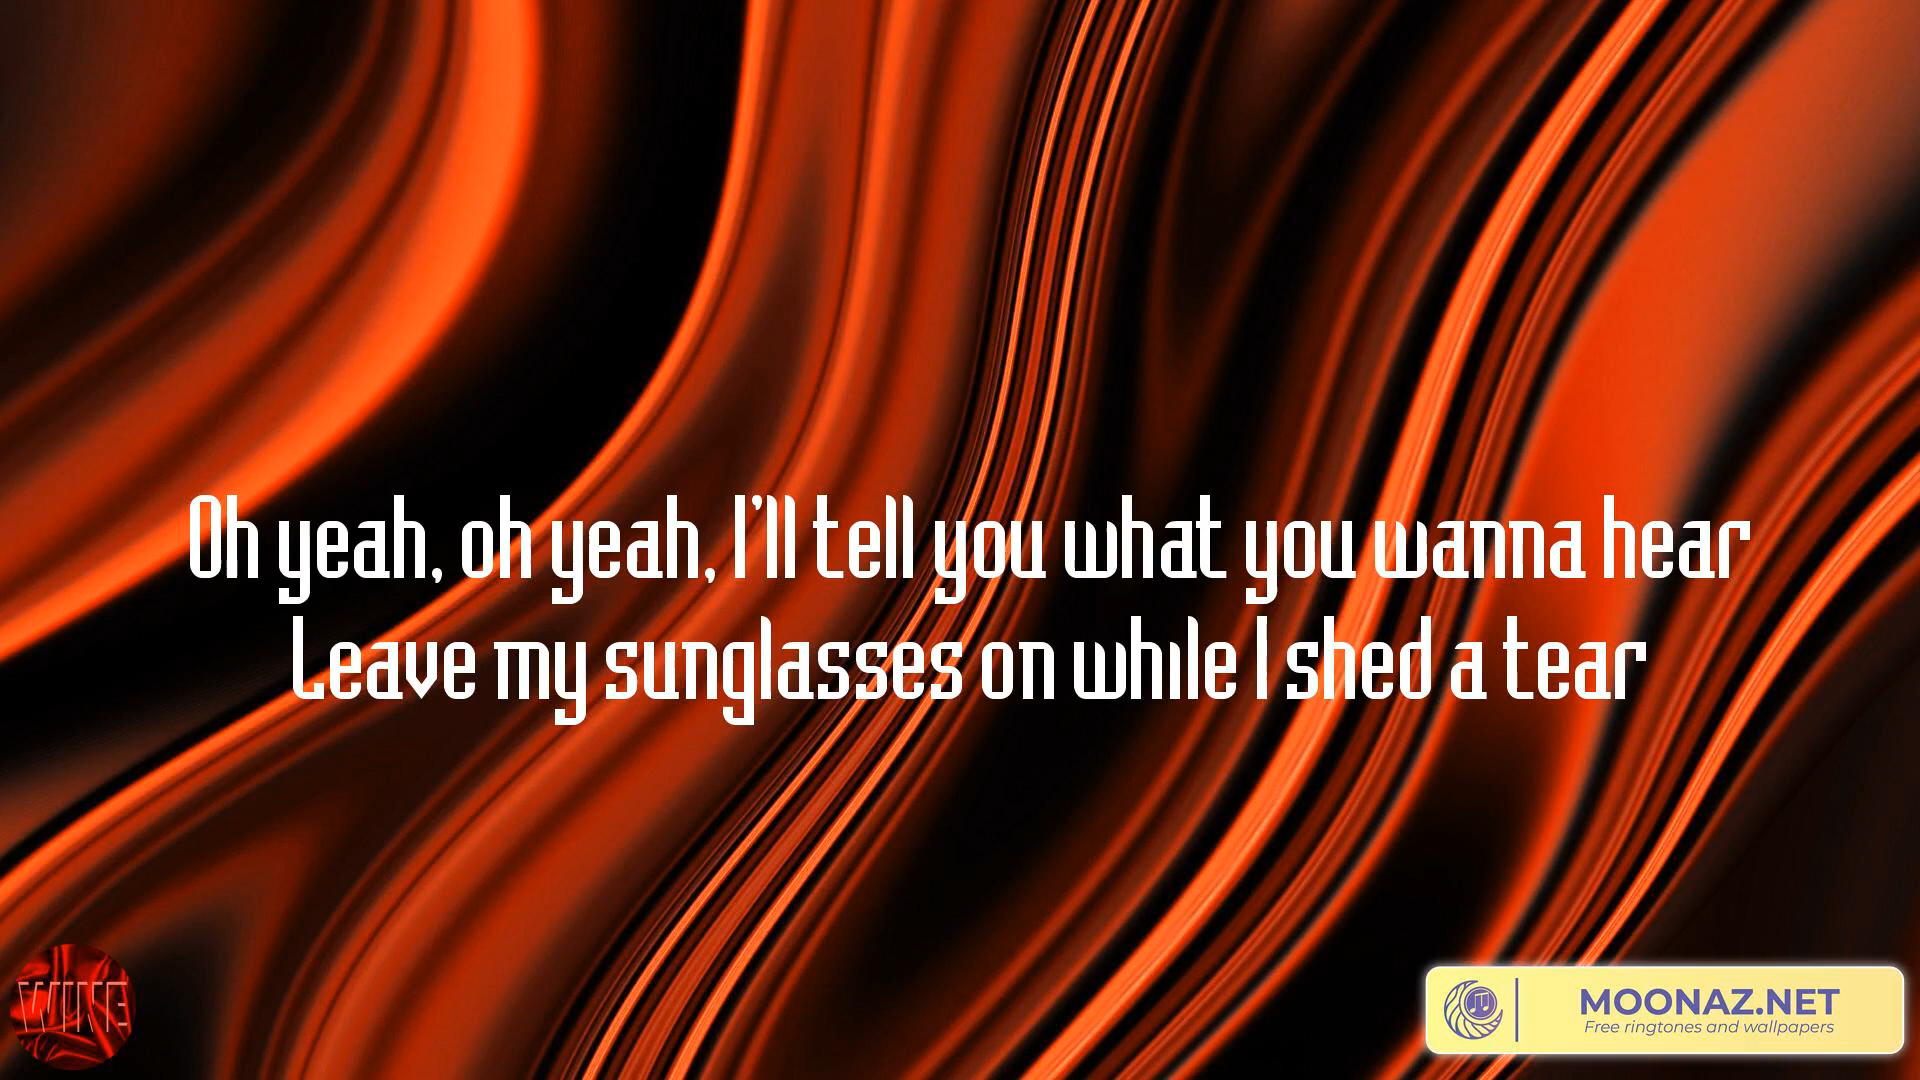 Oh yeah, oh yeah, I'll tell you what you wanna hear
Leave my sunglasses on while I shed a tear
WINE
MOONAZ.NET
Free ringtones and wallpapers